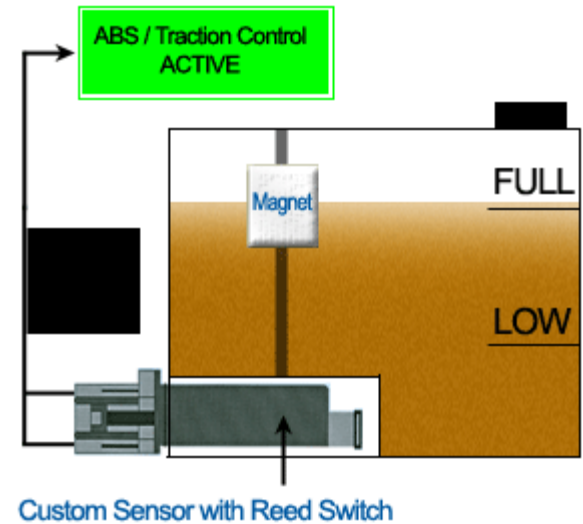 ABS / Traction Control
ACTIVE
FULL
Magnet
LOW
Custom Sensor with Reed Switch